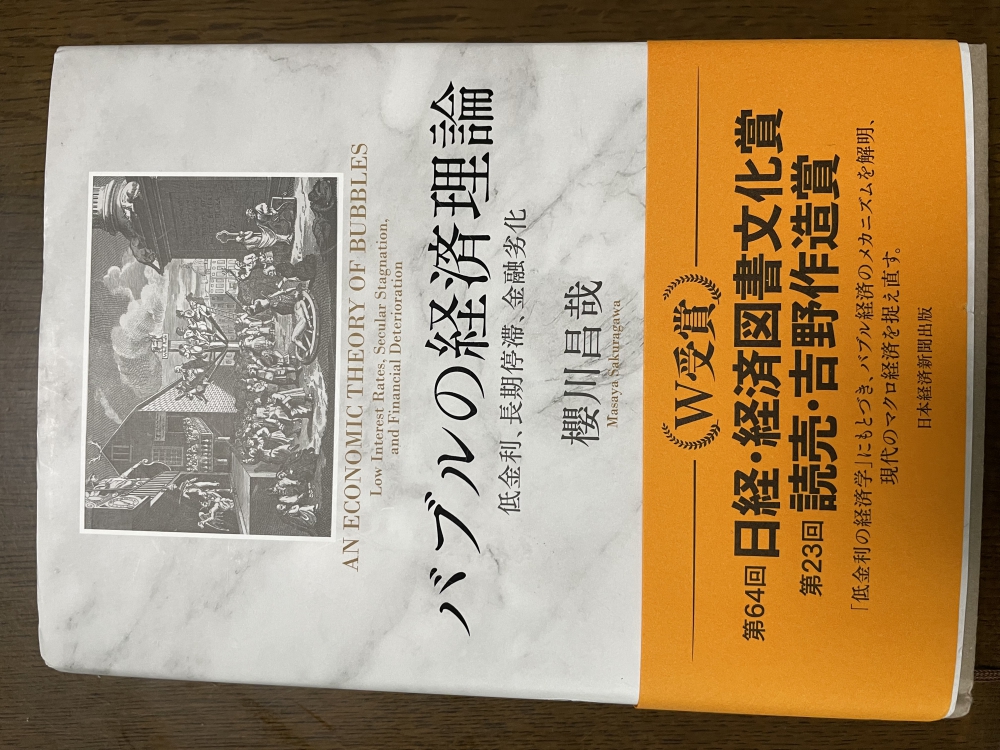 AN ECONOMIC THEORY OF BUBBLES
Low Interest Rates, Secular Stagnation,
and Financial Deterioration
バブルの経済理論
低金利、長期停滞、金融劣化
櫻川昌哉
Masaya Sakuragawa
W受賞
第64回 日経・経済図書文化賞
第23回 読売・吉野作造賞
「低金利の経済学」にもとづき、バブル経済のメカニズムを解明、
現代のマクロ経済を捉え直す。
日本経済新聞出版